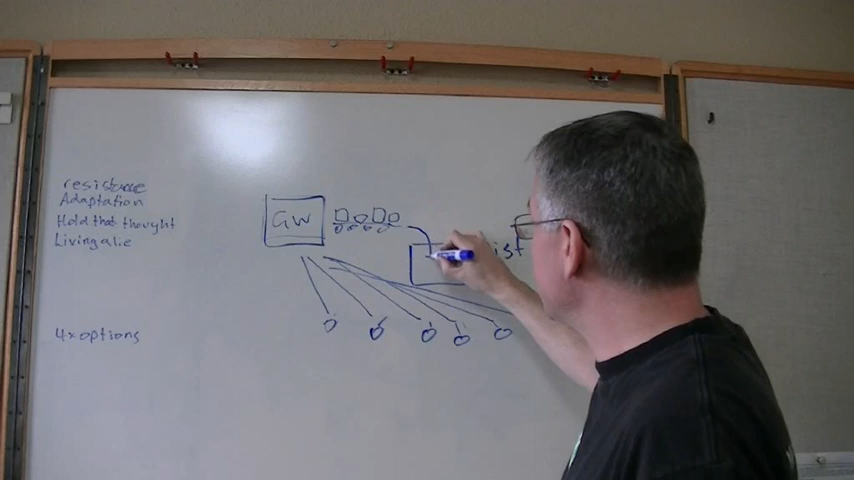 resistance
Adaptation
Hold that thought
Living a lie
GW
ist
4x options